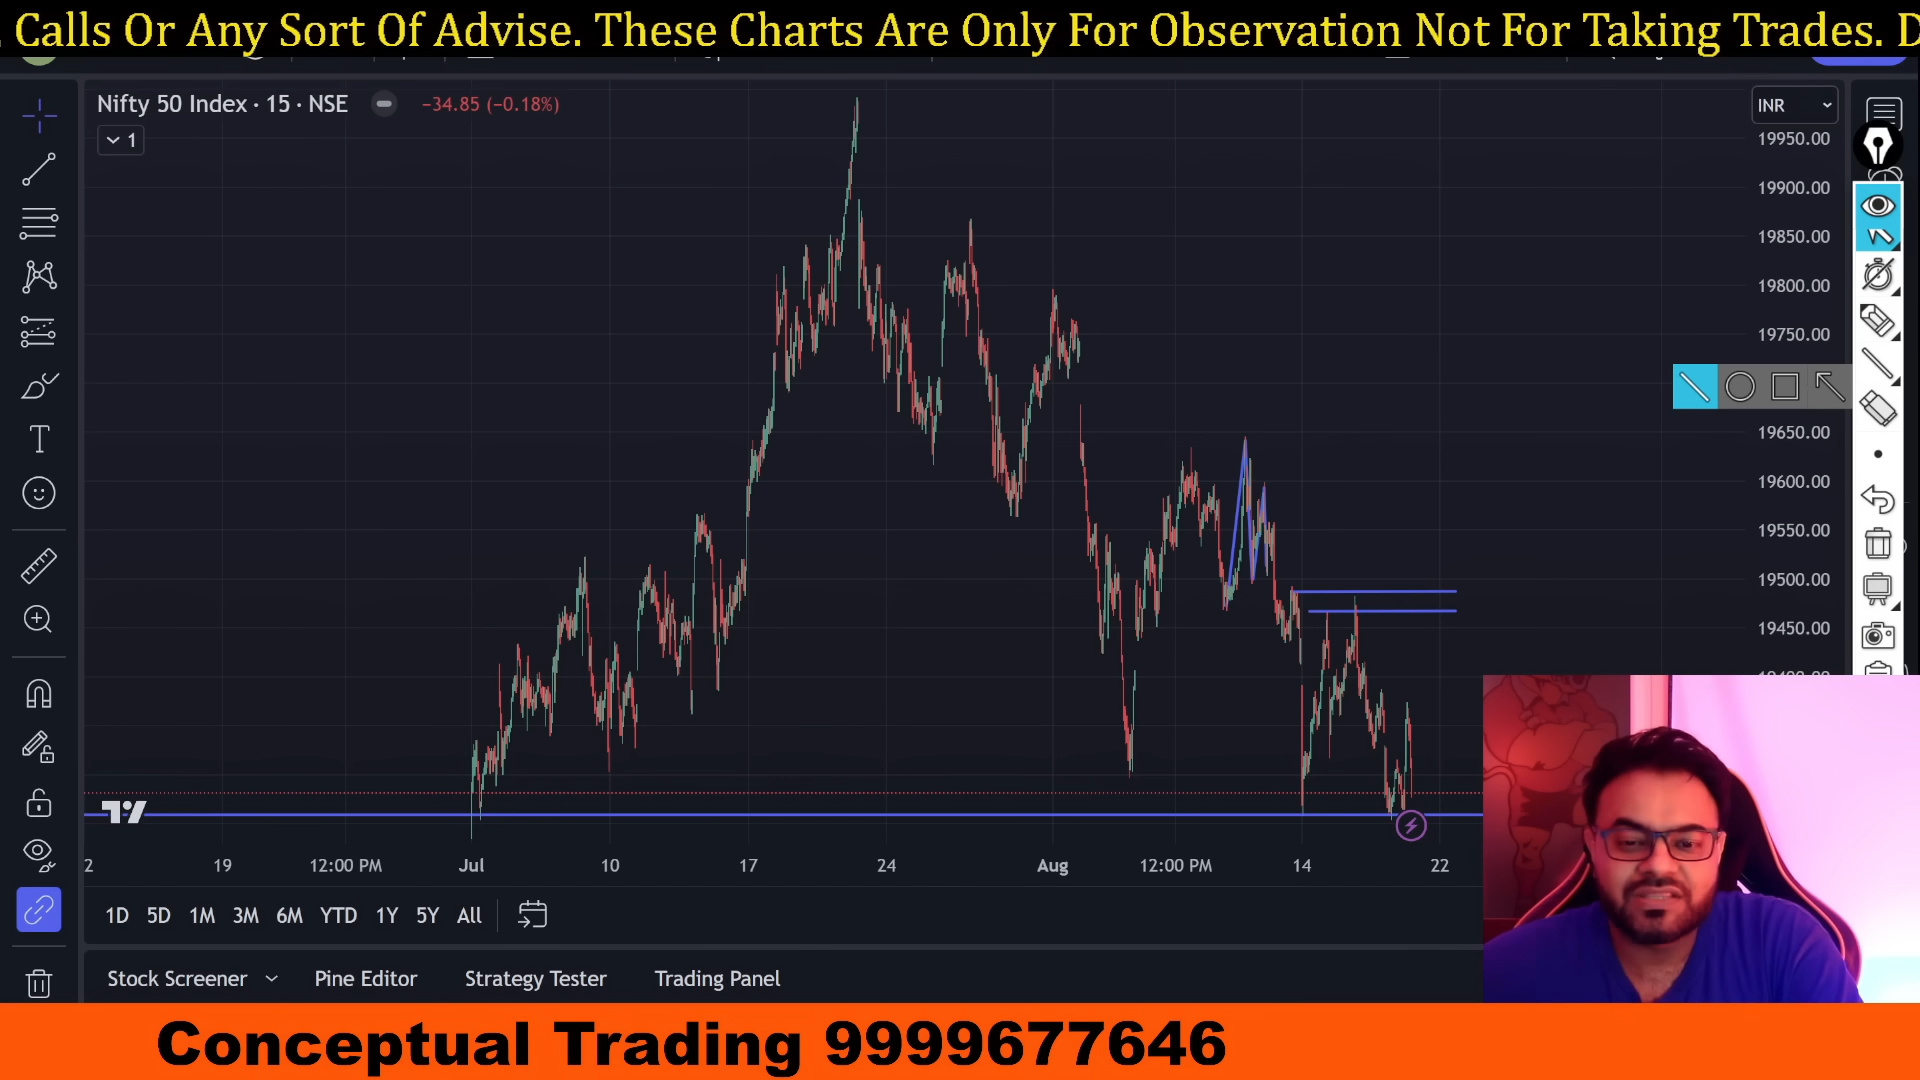 . Calls Or Any Sort Of Advise. These Charts Are Only For Observation Not For Taking Trades. D
Nifty 50 Index · 15 · NSE −34.85 (−0.18%)
INR
1
19950.00
19900.00
19850.00
19800.00
19750.00
19650.00
19600.00
19550.00
19500.00
19450.00
2 19 12:00 PM Jul 10 17 24 Aug 12:00 PM 14 22
1D 5D 1M 3M 6M YTD 1Y 5Y All
Stock Screener Pine Editor Strategy Tester Trading Panel
Conceptual Trading 9999677646